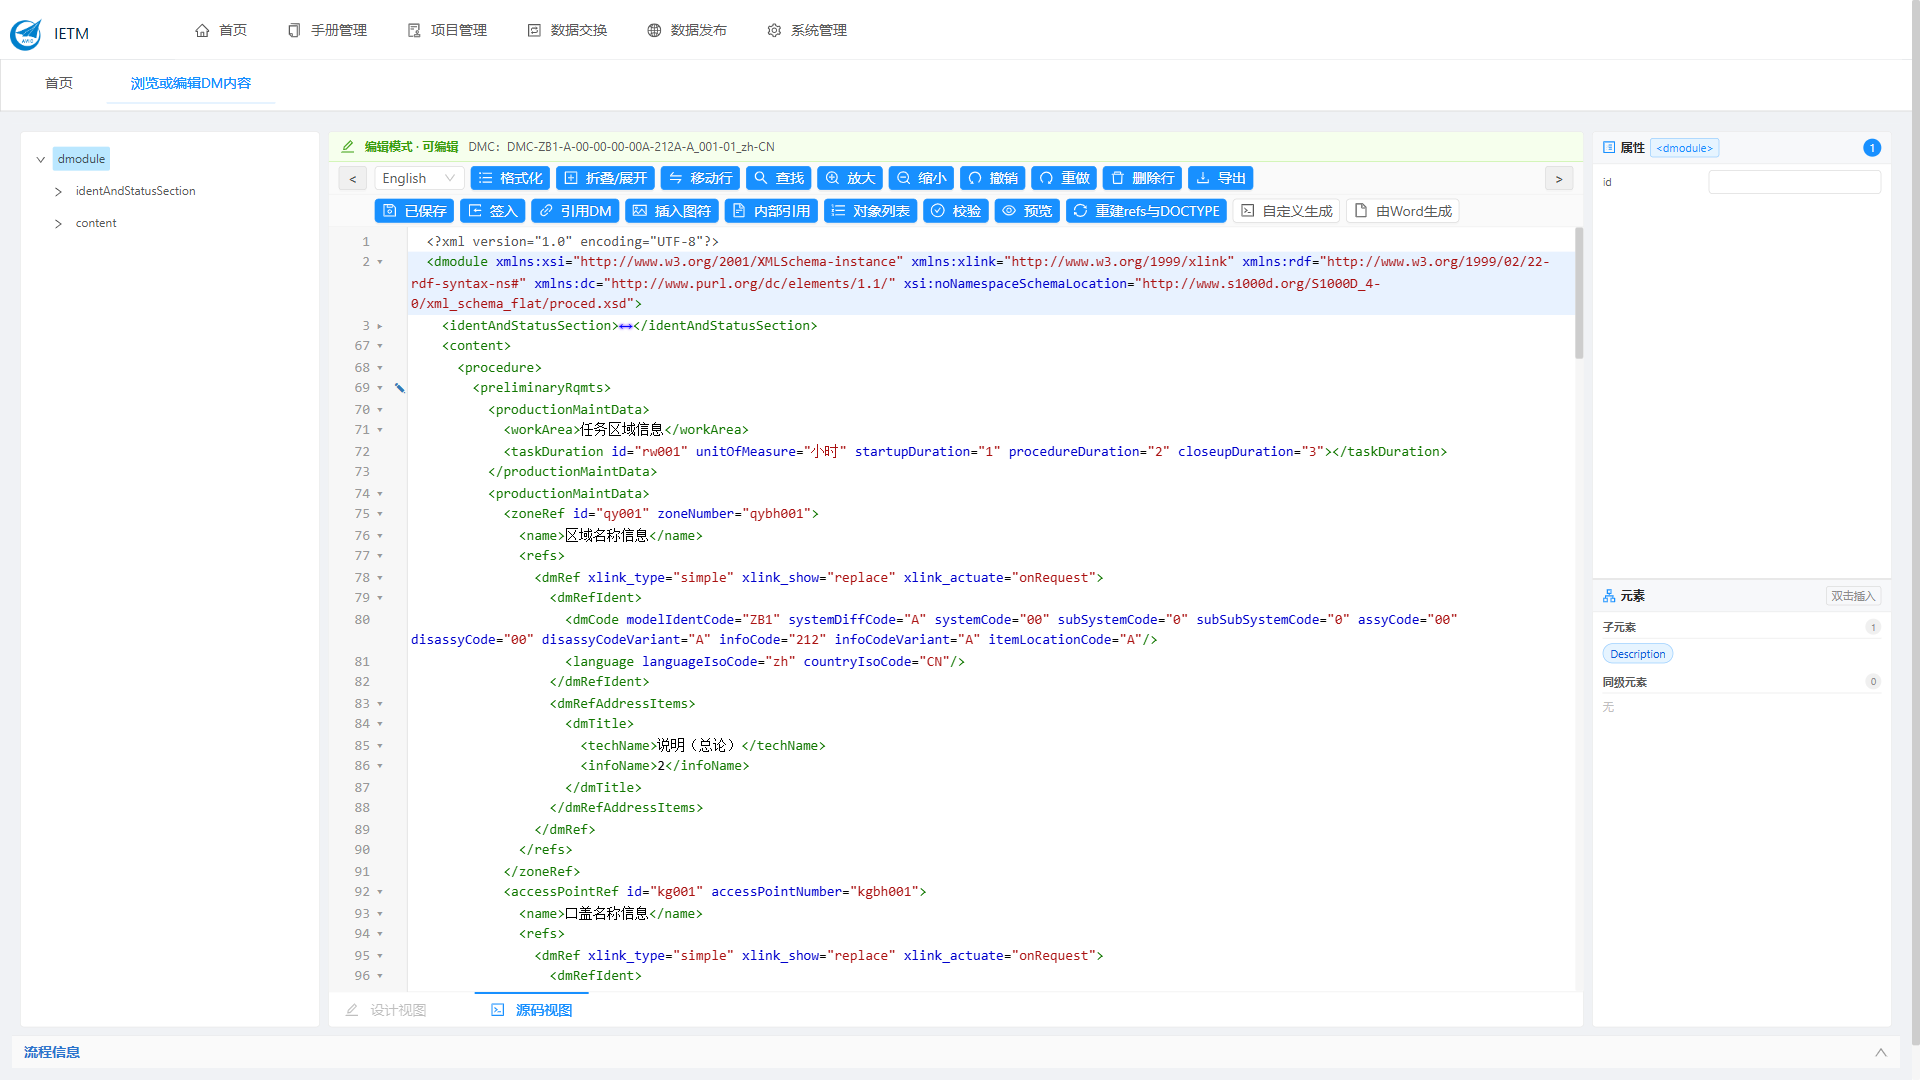 IETM
首页 手册管理 项目管理 数据交换 数据发布 系统管理
首页 浏览或编辑DM内容
dmodule
identAndStatusSection
content
编辑模式 · 可编辑 DMC：DMC-ZB1-A-00-00-00-00A-212A-A_001-01_zh-CN
< English 格式化 折叠/展开 移动行 查找 放大 缩小 撤销 重做 删除行 导出 >
已保存 签入 引用DM 插入图符 内部引用 对象列表 校验 预览 重建refs与DOCTYPE 自定义生成 由Word生成
1 <?xml version="1.0" encoding="UTF-8"?>
2 <dmodule xmlns:xsi="http://www.w3.org/2001/XMLSchema-instance" xmlns:xlink="http://www.w3.org/1999/xlink" xmlns:rdf="http://www.w3.org/1999/02/22-
rdf-syntax-ns#" xmlns:dc="http://www.purl.org/dc/elements/1.1/" xsi:noNamespaceSchemaLocation="http://www.s1000d.org/S1000D_4-
0/xml_schema_flat/proced.xsd">
3 <identAndStatusSection>↔</identAndStatusSection>
67 <content>
68 <procedure>
69 <preliminaryRqmts>
70 <productionMaintData>
71 <workArea>任务区域信息</workArea>
72 <taskDuration id="rw001" unitOfMeasure="小时" startupDuration="1" procedureDuration="2" closeupDuration="3"></taskDuration>
73 </productionMaintData>
74 <productionMaintData>
75 <zoneRef id="qy001" zoneNumber="qybh001">
76 <name>区域名称信息</name>
77 <refs>
78 <dmRef xlink_type="simple" xlink_show="replace" xlink_actuate="onRequest">
79 <dmRefIdent>
80 <dmCode modelIdentCode="ZB1" systemDiffCode="A" systemCode="00" subSystemCode="0" subSubSystemCode="0" assyCode="00"
disassyCode="00" disassyCodeVariant="A" infoCode="212" infoCodeVariant="A" itemLocationCode="A"/>
81 <language languageIsoCode="zh" countryIsoCode="CN"/>
82 </dmRefIdent>
83 <dmRefAddressItems>
84 <dmTitle>
85 <techName>说明（总论）</techName>
86 <infoName>2</infoName>
87 </dmTitle>
88 </dmRefAddressItems>
89 </dmRef>
90 </refs>
91 </zoneRef>
92 <accessPointRef id="kg001" accessPointNumber="kgbh001">
93 <name>口盖名称信息</name>
94 <refs>
95 <dmRef xlink_type="simple" xlink_show="replace" xlink_actuate="onRequest">
96 <dmRefIdent>
设计视图 源码视图
属性 <dmodule> 1
id
元素 双击插入
子元素 1
Description
同级元素 0
无
流程信息